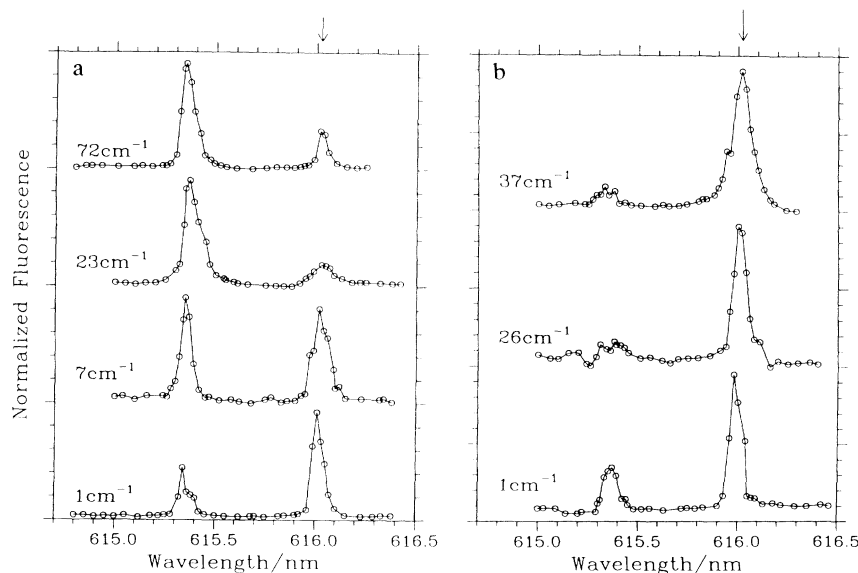 a
72cm⁻¹
23cm⁻¹
7cm⁻¹
1cm⁻¹
Normalized Fluorescence
615.0 615.5 616.0 616.5
Wavelength/nm
b
37cm⁻¹
26cm⁻¹
1cm⁻¹
615.0 615.5 616.0 616.5
Wavelength/nm